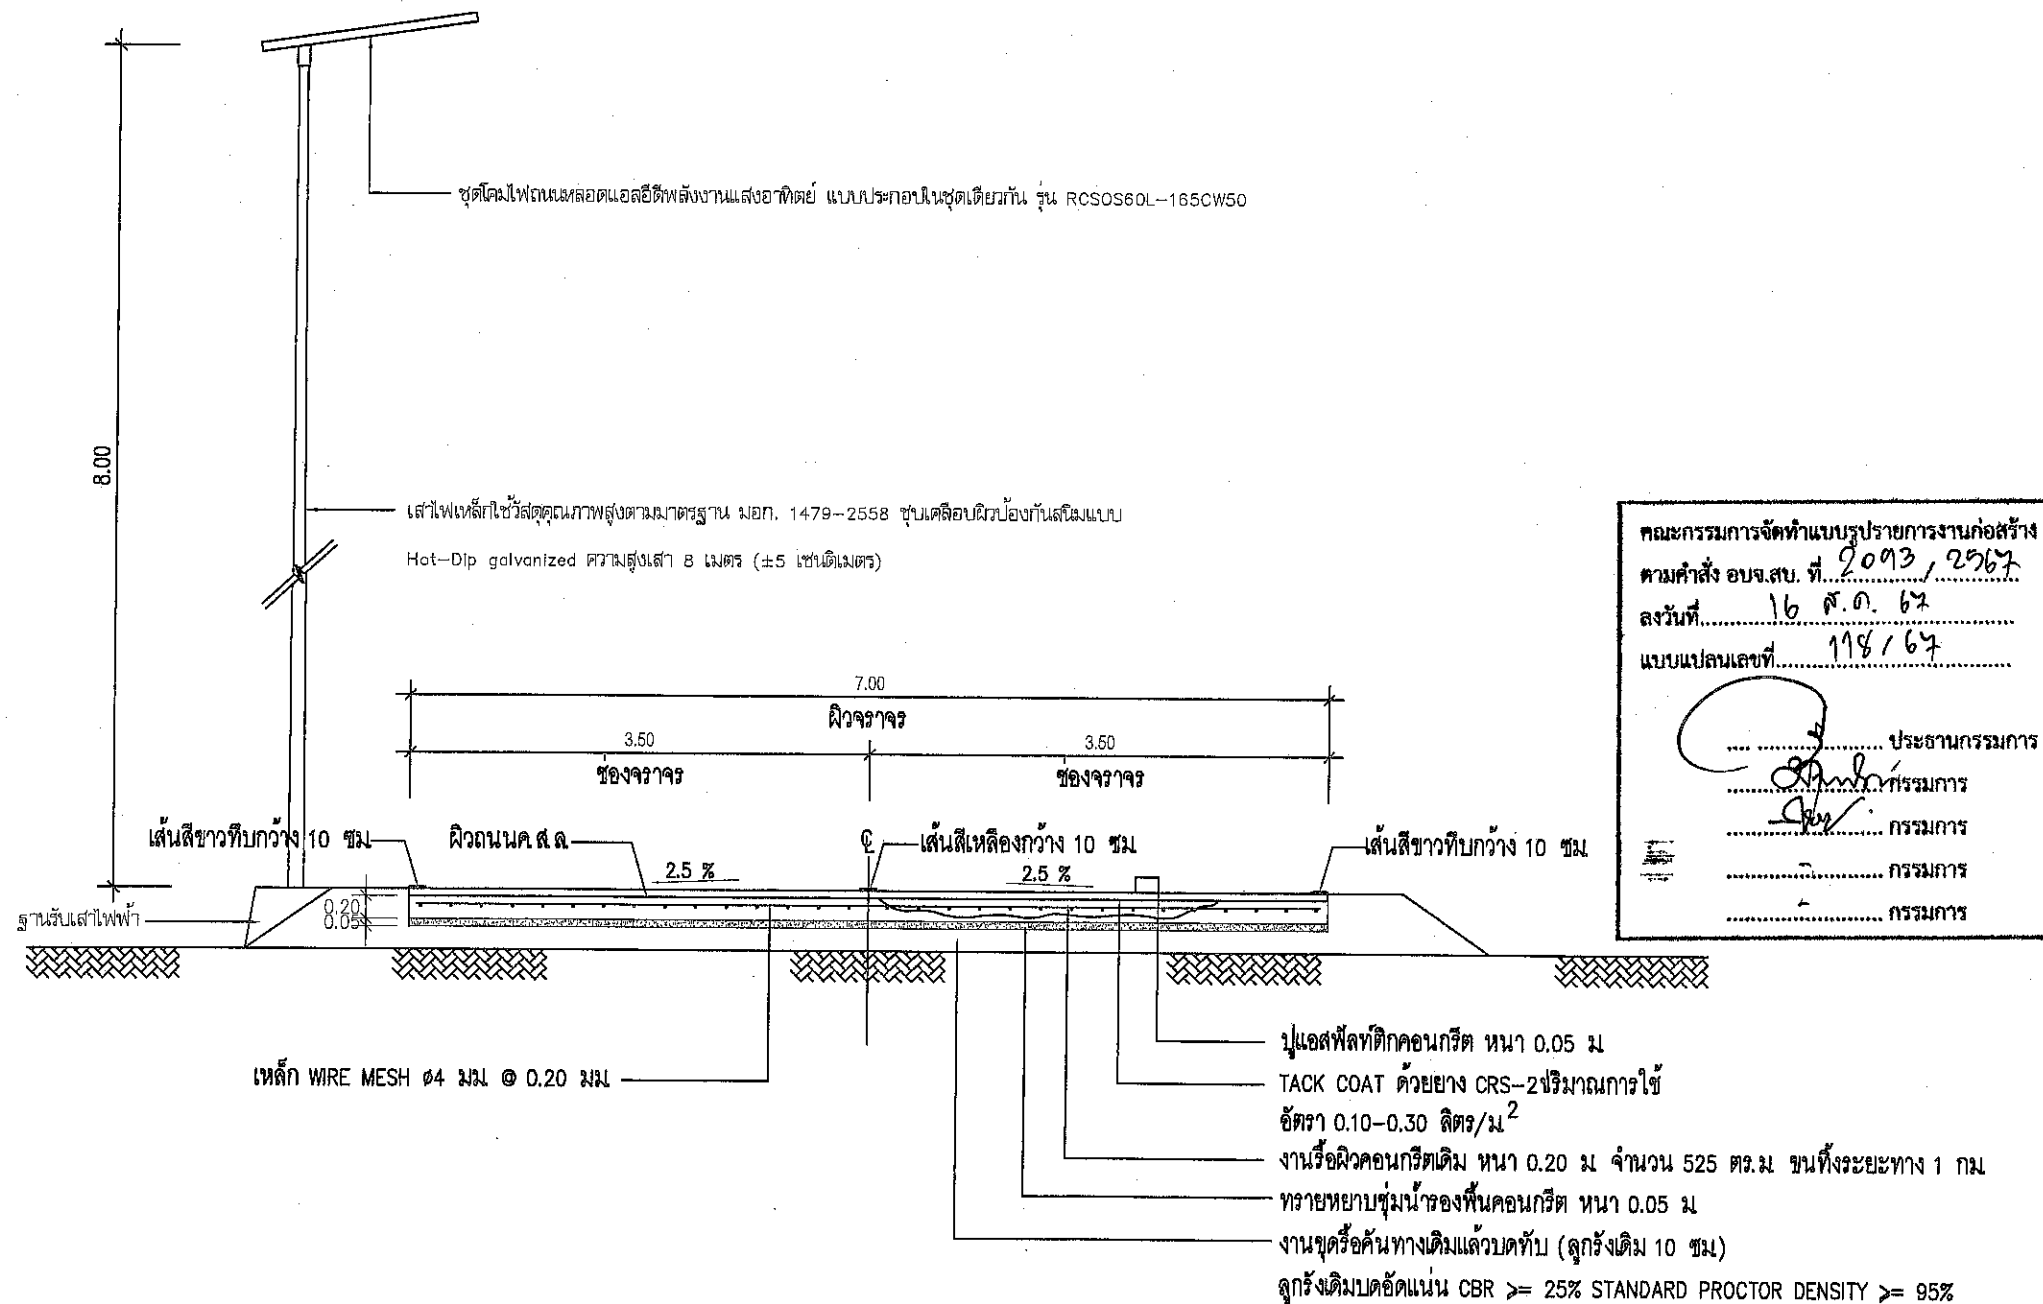 ชุดโคมไฟถนนหลอดแอลอีดีพลังงานแสงอาทิตย์ แบบประกอบในชุดเดียวกัน รุ่น RCSOS60L-165CW50
8.00
เสาไฟเหล็กใช้วัสดุคุณภาพสูงตามมาตรฐาน มอก. 1479-2558 ชุบเคลือบผิวป้องกันสนิมแบบ
Hot-Dip galvanized ความสูงเสา 8 เมตร (±5 เซนติเมตร)
คณะกรรมการจัดทำแบบรูปรายการงานก่อสร้าง
ตามคำสั่ง อบจ.สบ. ที่ 2093 / 2567
ลงวันที่ 16 ส.ค. 67
แบบแปลนเลขที่ 118 / 67
ประธานกรรมการ
กรรมการ
กรรมการ
กรรมการ
กรรมการ
7.00
ผิวจราจร
3.50
3.50
ช่องจราจร
ช่องจราจร
เส้นสีขาวทึบกว้าง 10 ซม.
ผิวถนนค.ส.ล.
เส้นสีเหลืองกว้าง 10 ซม.
เส้นสีขาวทึบกว้าง 10 ซม.
2.5 %
2.5 %
0.20
0.05
ฐานรับเสาไฟฟ้า
เหล็ก WIRE MESH ø4 มม. @ 0.20 มม.
ปูแอสฟัลท์ติกคอนกรีต หนา 0.05 ม.
TACK COAT ด้วยยาง CRS-2ปริมาณการใช้
อัตรา 0.10-0.30 ลิตร/ม.2
งานรื้อผิวคอนกรีตเดิม หนา 0.20 ม. จำนวน 525 ตร.ม. ขนทิ้งระยะทาง 1 กม.
ทรายหยาบชุ่มน้ำรองพื้นคอนกรีต หนา 0.05 ม.
งานขุดรื้อคันทางเดิมแล้วบดทับ (ลูกรังเดิม 10 ซม.)
ลูกรังเดิมบดอัดแน่น CBR >= 25% STANDARD PROCTOR DENSITY >= 95%